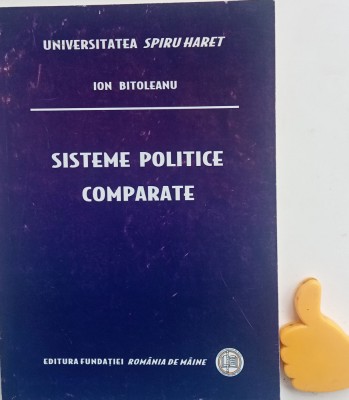 UNIVERSITATEA SPIRU HARET
ION BITOLEANU
SISTEME POLITICE
COMPARATE
EDITURA FUNDAȚIEI ROMÂNIA DE MÂINE